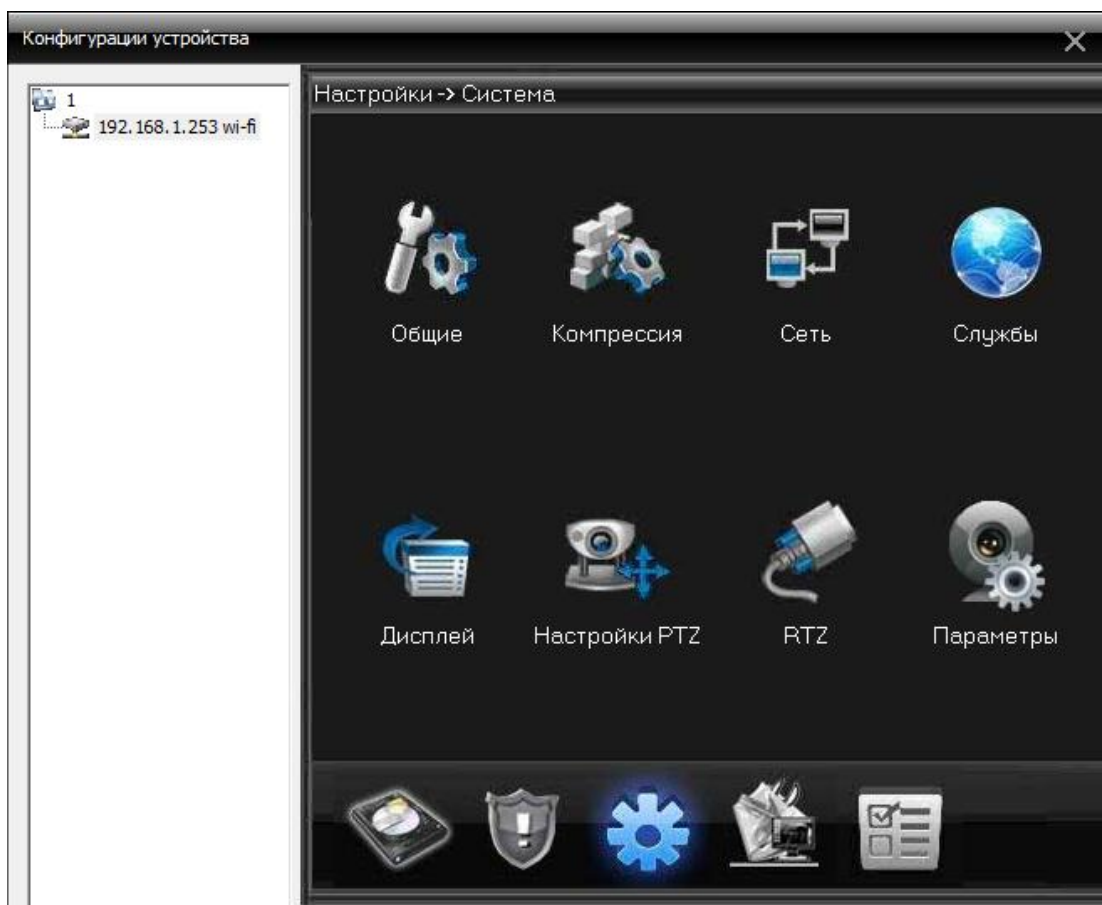 Конфигурации устройства
1
192.168.1.253 wi-fi
Настройки -> Система
Общие
Компрессия
Сеть
Службы
Дисплей
Настройки PTZ
RTZ
Параметры